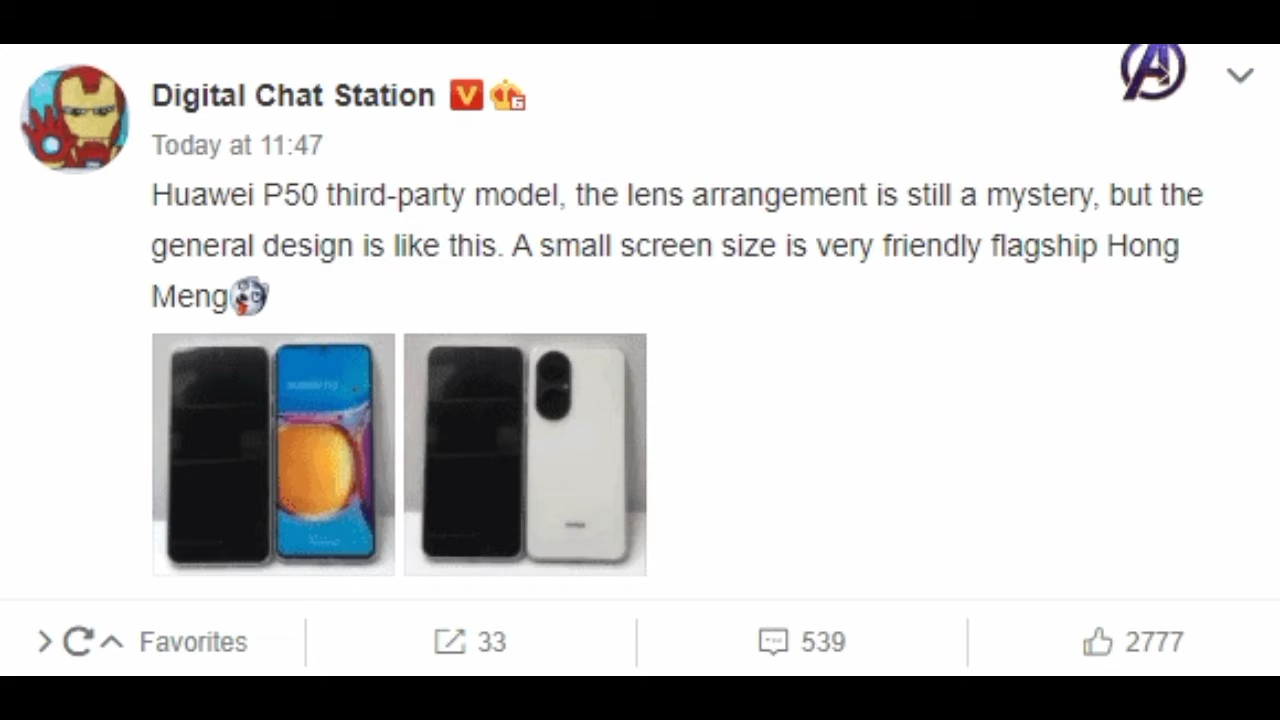 Digital Chat Station
Today at 11:47
Huawei P50 third-party model, the lens arrangement is still a mystery, but the
general design is like this. A small screen size is very friendly flagship Hong
Meng
Favorites
33
539
2777